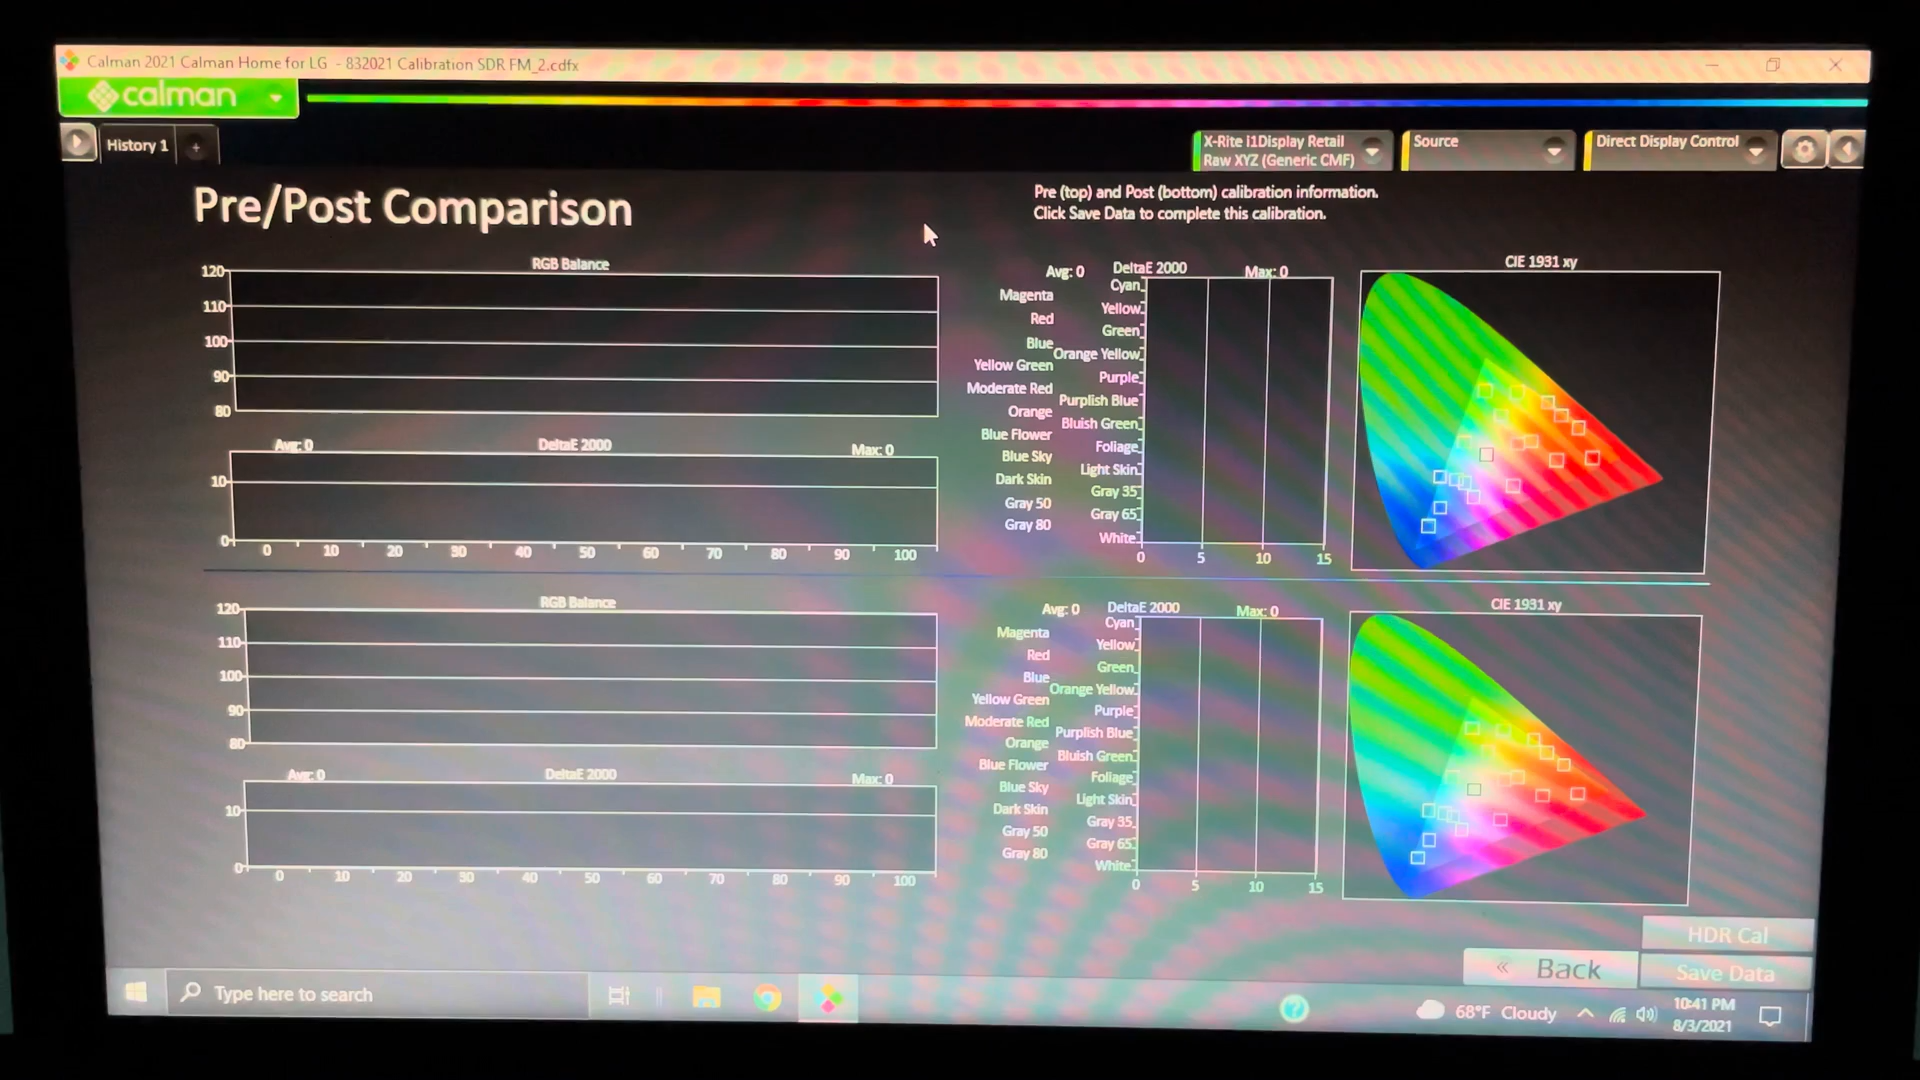 Calman 2021 Calman Home for LG - 832021 Calibration SDR FM_2.cdfx
calman
History 1
+
X-Rite i1Display Retail
Raw XYZ (Generic CMF)
Source
Direct Display Control
Pre/Post Comparison
Pre (top) and Post (bottom) calibration information.
Click Save Data to complete this calibration.
RGB Balance
120
110
100
90
80
Avg: 0 DeltaE 2000 Max: 0
10
0
0 10 20 30 40 50 60 70 80 90 100
Avg: 0 DeltaE 2000 Max: 0
Cyan
Magenta
Yellow
Red
Green
Blue
Orange Yellow
Yellow Green
Purple
Moderate Red
Purplish Blue
Orange
Bluish Green
Blue Flower
Foliage
Blue Sky
Light Skin
Dark Skin
Gray 35
Gray 50
Gray 65
Gray 80
White
0 5 10 15
CIE 1931 xy
RGB Balance
120
110
100
90
80
Avg: 0 DeltaE 2000 Max: 0
10
0
0 10 20 30 40 50 60 70 80 90 100
Avg: 0 DeltaE 2000 Max: 0
Cyan
Magenta
Yellow
Red
Green
Blue
Orange Yellow
Yellow Green
Purple
Moderate Red
Purplish Blue
Orange
Bluish Green
Blue Flower
Foliage
Blue Sky
Light Skin
Dark Skin
Gray 35
Gray 50
Gray 65
Gray 80
White
0 5 10 15
CIE 1931 xy
HDR Cal
« Back
Save Data
Type here to search
?
68°F Cloudy
10:41 PM
8/3/2021